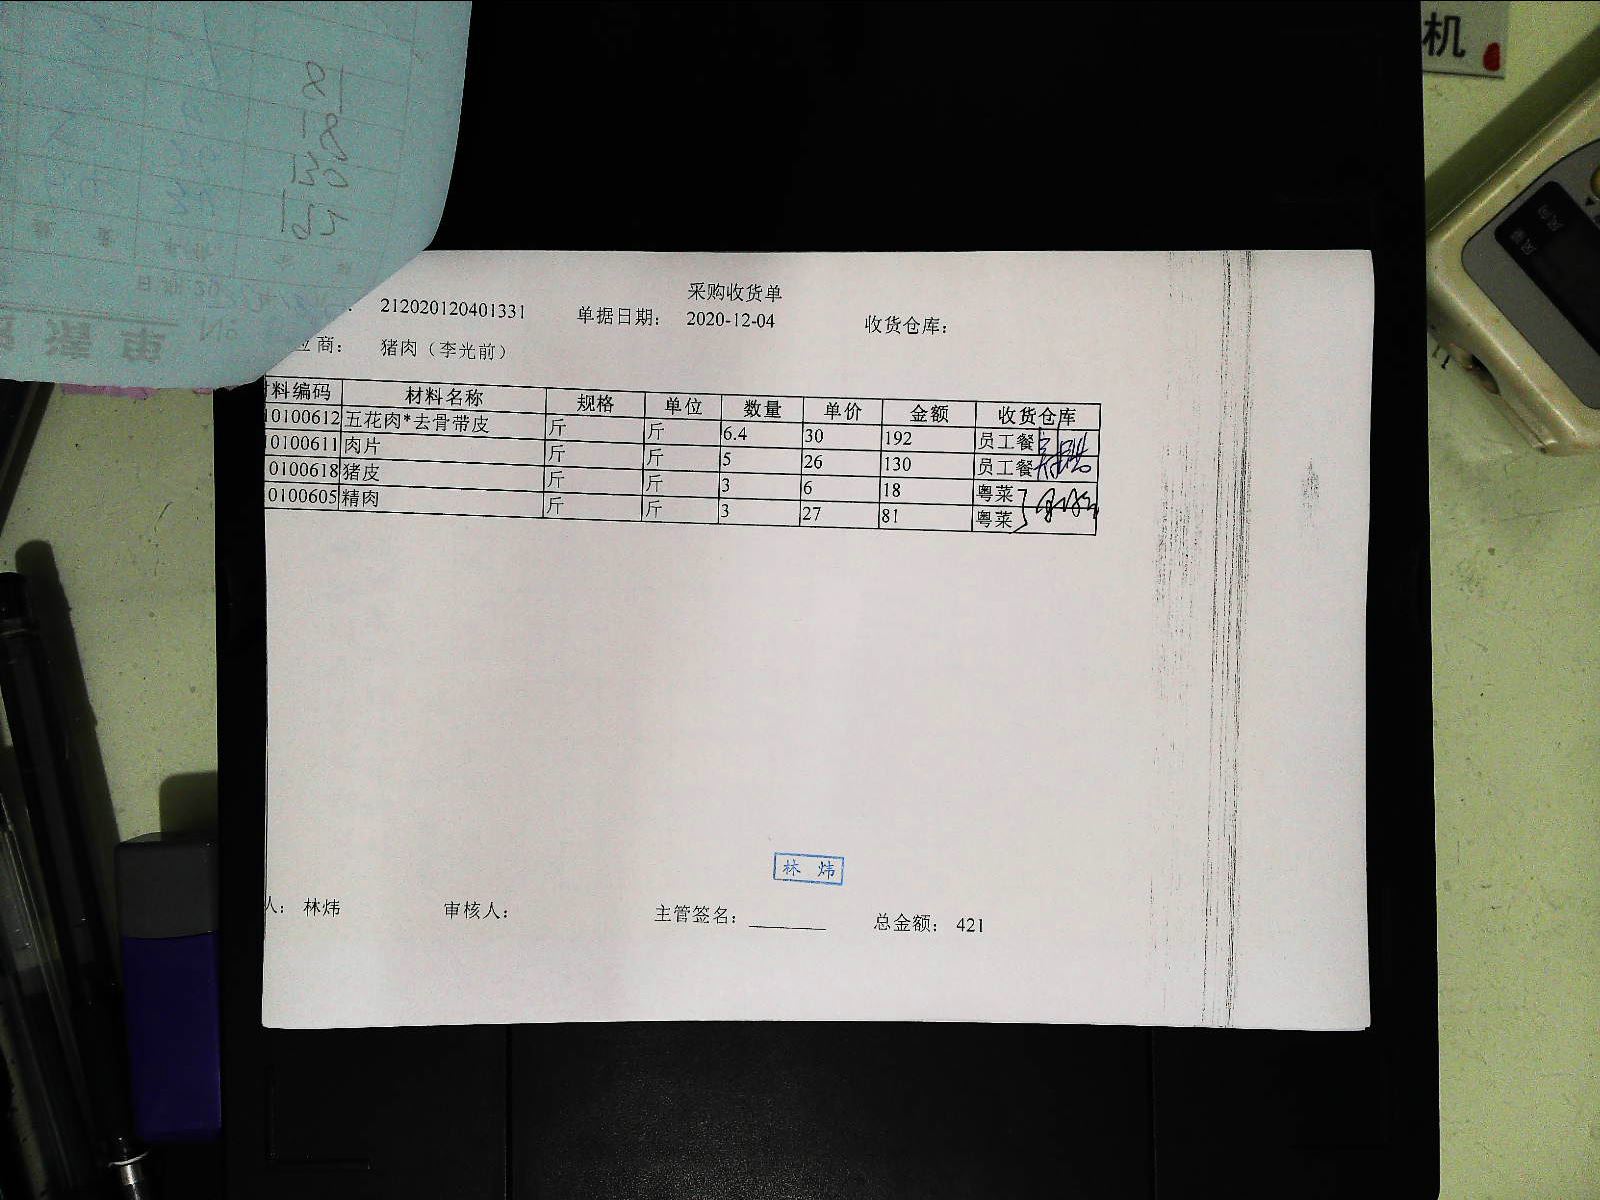 机
采购收货单
212020120401331 单据日期: 2020-12-04 收货仓库:
应商: 猪肉（李光前）
材料编码 材料名称 规格 单位 数量 单价 金额 收货仓库
10100612 五花肉*去骨带皮 斤 斤 6.4 30 192 员工餐
10100611 肉片 斤 斤 5 26 130 员工餐
0100618 猪皮 斤 斤 3 6 18 粤菜
0100605 精肉 斤 斤 3 27 81 粤菜
林 炜
人: 林炜 审核人: 主管签名: 总金额: 421